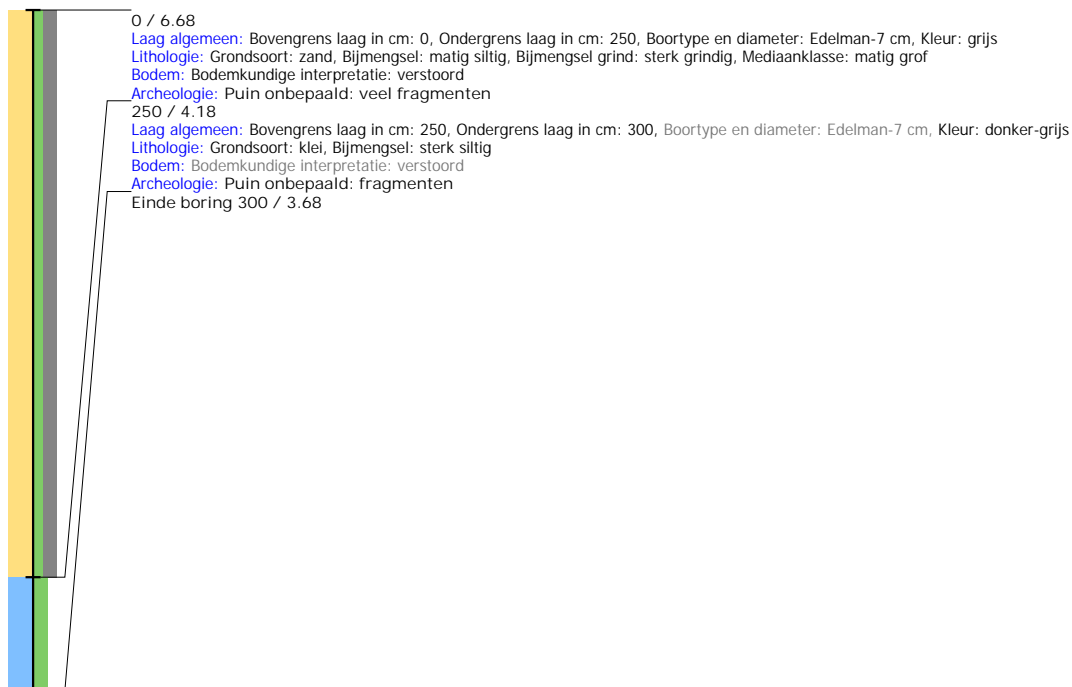 0 / 6.68
Laag algemeen: Bovengrens laag in cm: 0, Ondergrens laag in cm: 250, Boortype en diameter: Edelman-7 cm, Kleur: grijs
Lithologie: Grondsoort: zand, Bijmengsel: matig siltig, Bijmengsel grind: sterk grindig, Mediaanklasse: matig grof
Bodem: Bodemkundige interpretatie: verstoord
Archeologie: Puin onbepaald: veel fragmenten
250 / 4.18
Laag algemeen: Bovengrens laag in cm: 250, Ondergrens laag in cm: 300, Boortype en diameter: Edelman-7 cm, Kleur: donker-grijs
Lithologie: Grondsoort: klei, Bijmengsel: sterk siltig
Bodem: Bodemkundige interpretatie: verstoord
Archeologie: Puin onbepaald: fragmenten
Einde boring 300 / 3.68